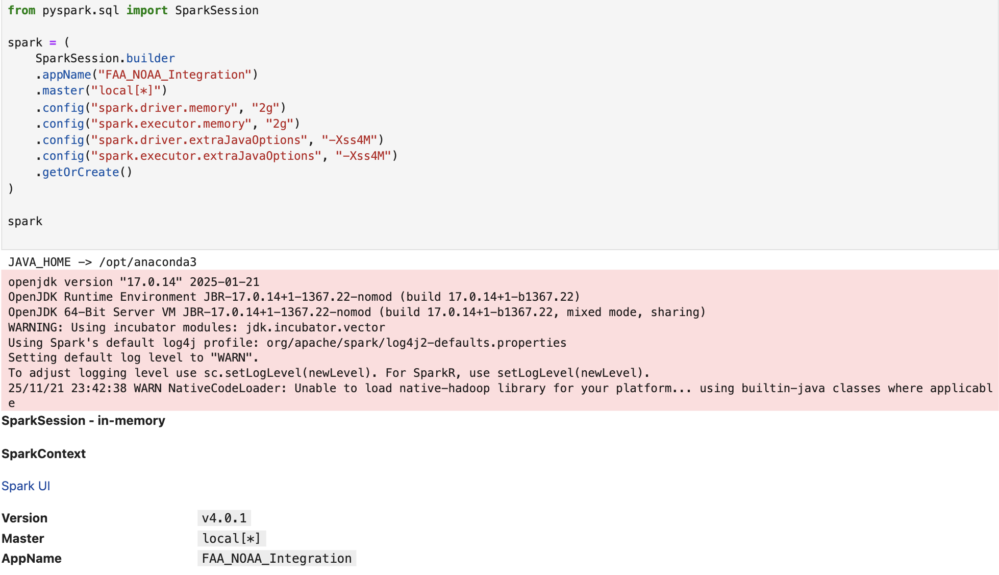 from pyspark.sql import SparkSession
spark = (
    SparkSession.builder
    .appName("FAA_NOAA_Integration")
    .master("local[*]")
    .config("spark.driver.memory", "2g")
    .config("spark.executor.memory", "2g")
    .config("spark.driver.extraJavaOptions", "-Xss4M")
    .config("spark.executor.extraJavaOptions", "-Xss4M")
    .getOrCreate()
)
spark
JAVA_HOME -> /opt/anaconda3
openjdk version "17.0.14" 2025-01-21
OpenJDK Runtime Environment JBR-17.0.14+1-1367.22-nomod (build 17.0.14+1-b1367.22)
OpenJDK 64-Bit Server VM JBR-17.0.14+1-1367.22-nomod (build 17.0.14+1-b1367.22, mixed mode, sharing)
WARNING: Using incubator modules: jdk.incubator.vector
Using Spark's default log4j profile: org/apache/spark/log4j2-defaults.properties
Setting default log level to "WARN".
To adjust logging level use sc.setLogLevel(newLevel). For SparkR, use setLogLevel(newLevel).
25/11/21 23:42:38 WARN NativeCodeLoader: Unable to load native-hadoop library for your platform... using builtin-java classes where applicabl
e
SparkSession - in-memory
SparkContext
Spark UI
Version v4.0.1
Master local[*]
AppName FAA_NOAA_Integration